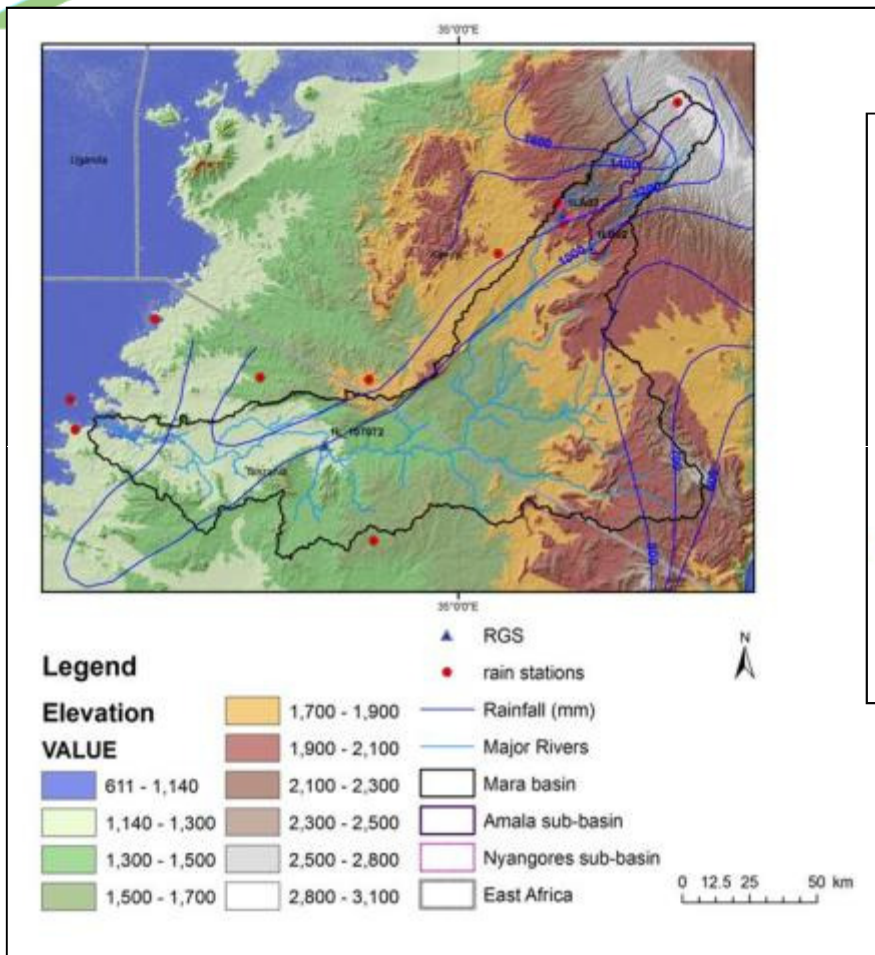 35°0'0"E
Uganda
1600
1400
1200
1LA03
1000
Tanzania
800
35°0'0"E
RGS
N
Legend
rain stations
Elevation
1,700 - 1,900
Rainfall (mm)
VALUE
1,900 - 2,100
Major Rivers
611 - 1,140
2,100 - 2,300
Mara basin
1,140 - 1,300
2,300 - 2,500
Amala sub-basin
1,300 - 1,500
2,500 - 2,800
Nyangores sub-basin
1,500 - 1,700
2,800 - 3,100
East Africa
0 12.5 25 50 km